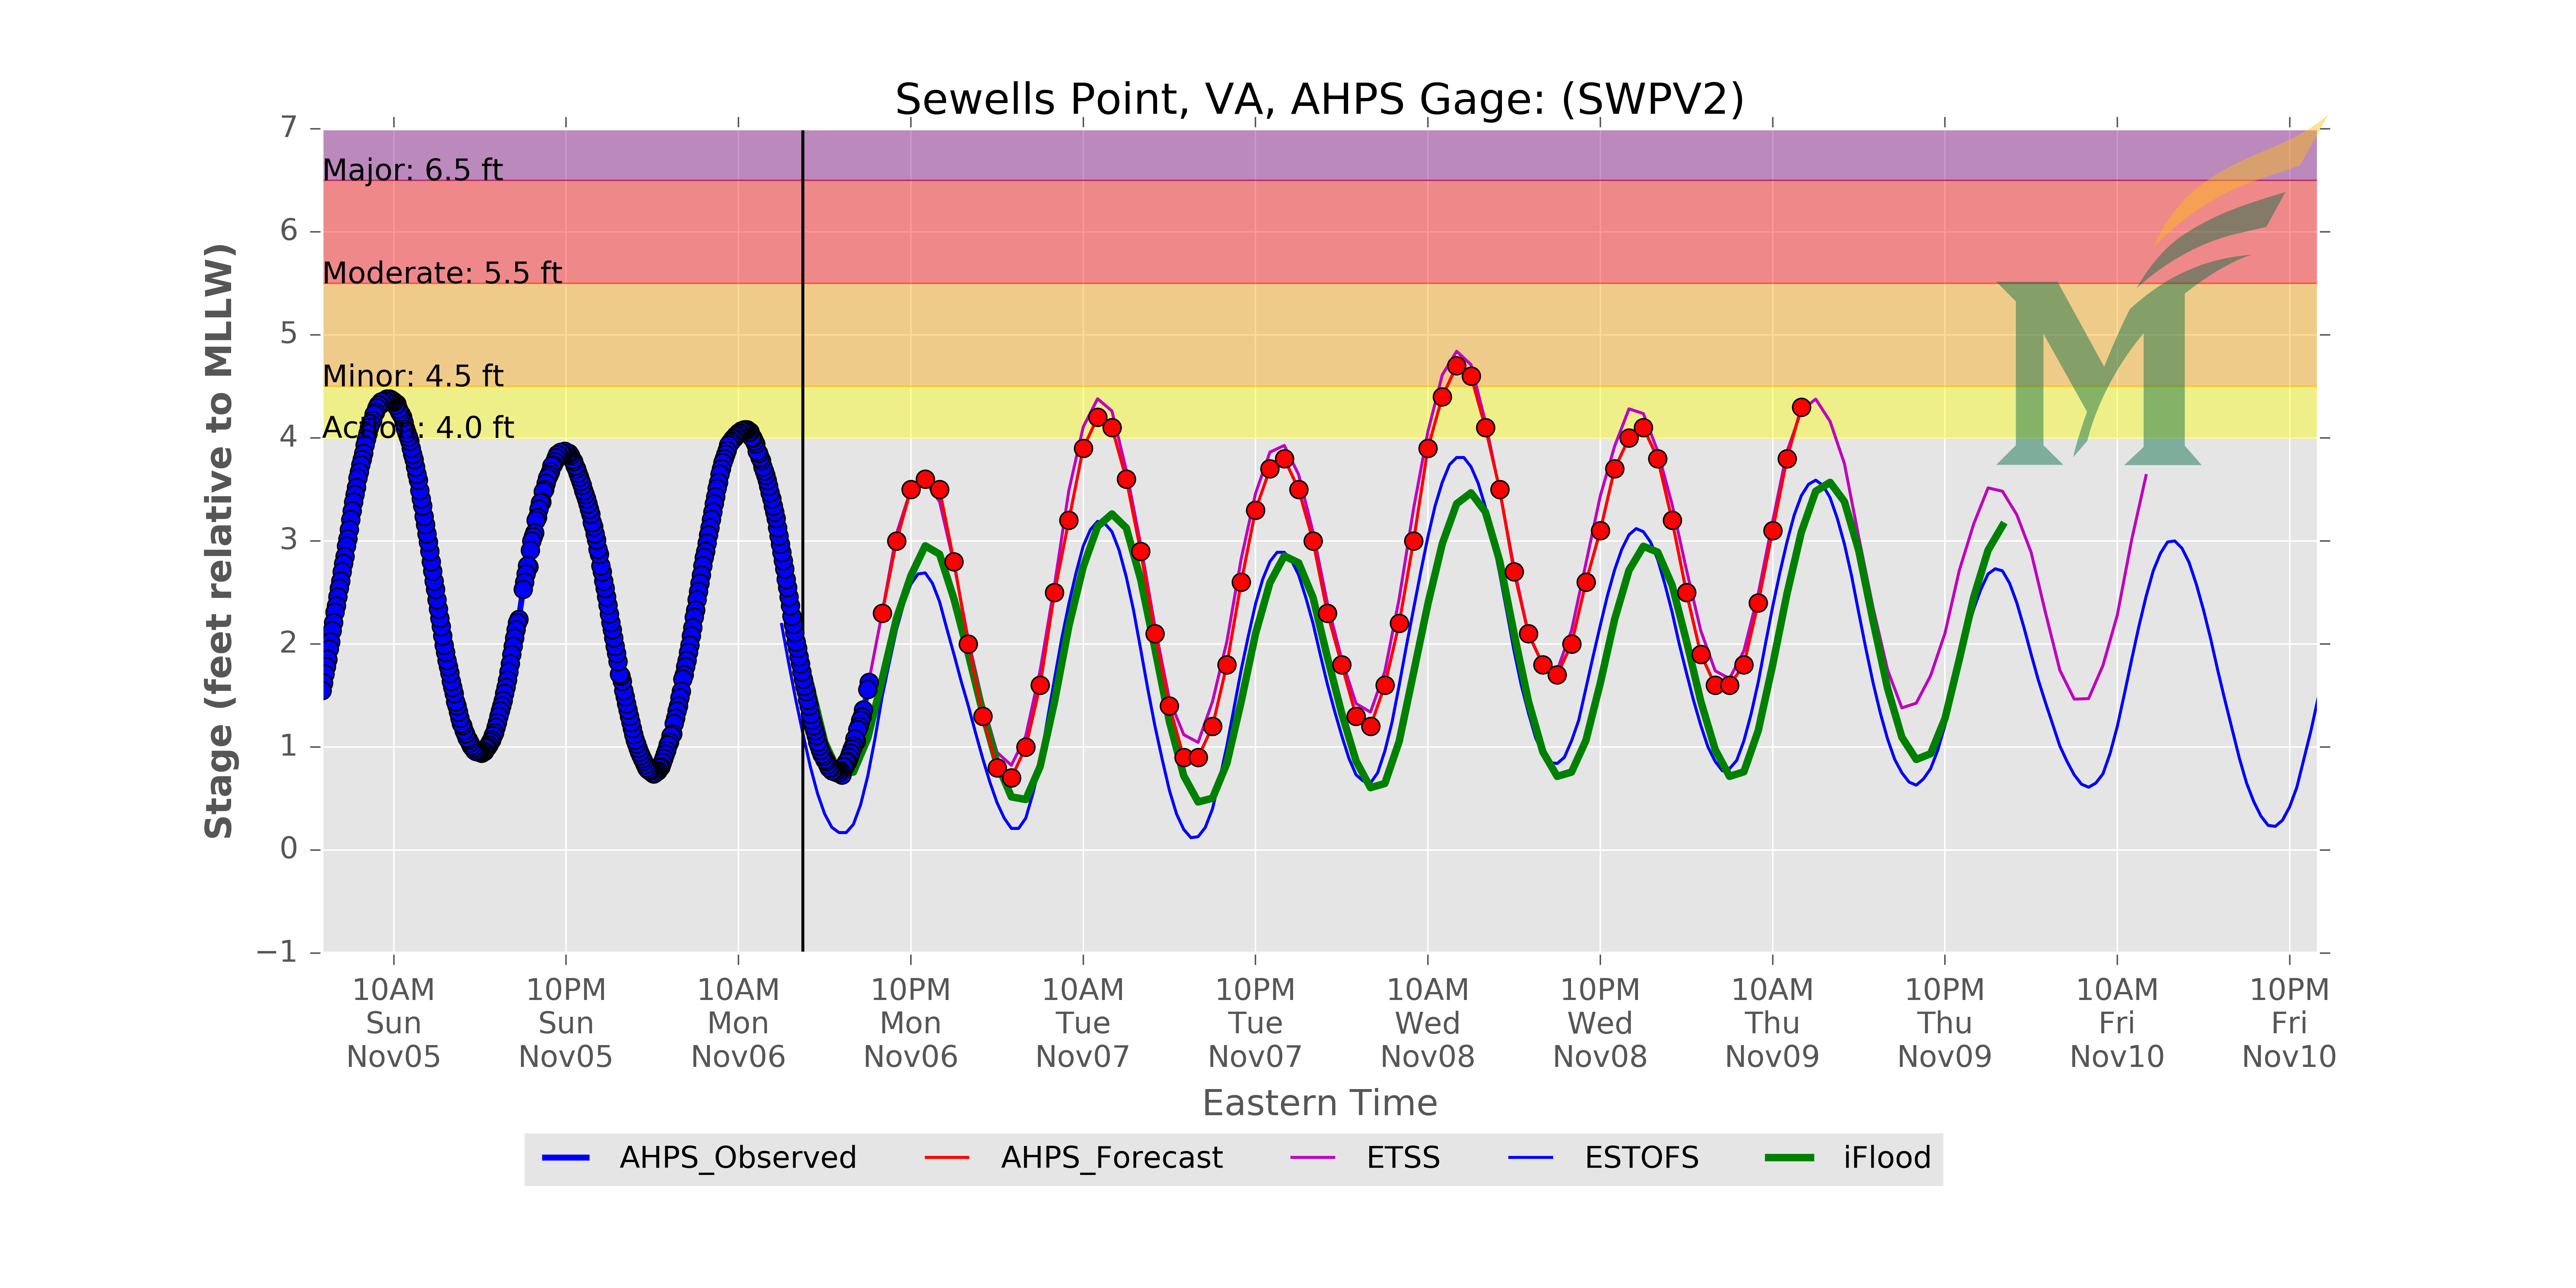 Sewells Point, VA, AHPS Gage: (SWPV2)
Stage (feet relative to MLLW)
7
6
5
4
3
2
1
0
−1
Major: 6.5 ft
Moderate: 5.5 ft
Minor: 4.5 ft
Action: 4.0 ft
M
10AM 10PM 10AM 10PM 10AM 10PM 10AM 10PM 10AM 10PM 10AM 10PM
Sun Sun Mon Mon Tue Tue Wed Wed Thu Thu Fri Fri
Nov05 Nov05 Nov06 Nov06 Nov07 Nov07 Nov08 Nov08 Nov09 Nov09 Nov10 Nov10
Eastern Time
AHPS_Observed AHPS_Forecast ETSS ESTOFS iFlood